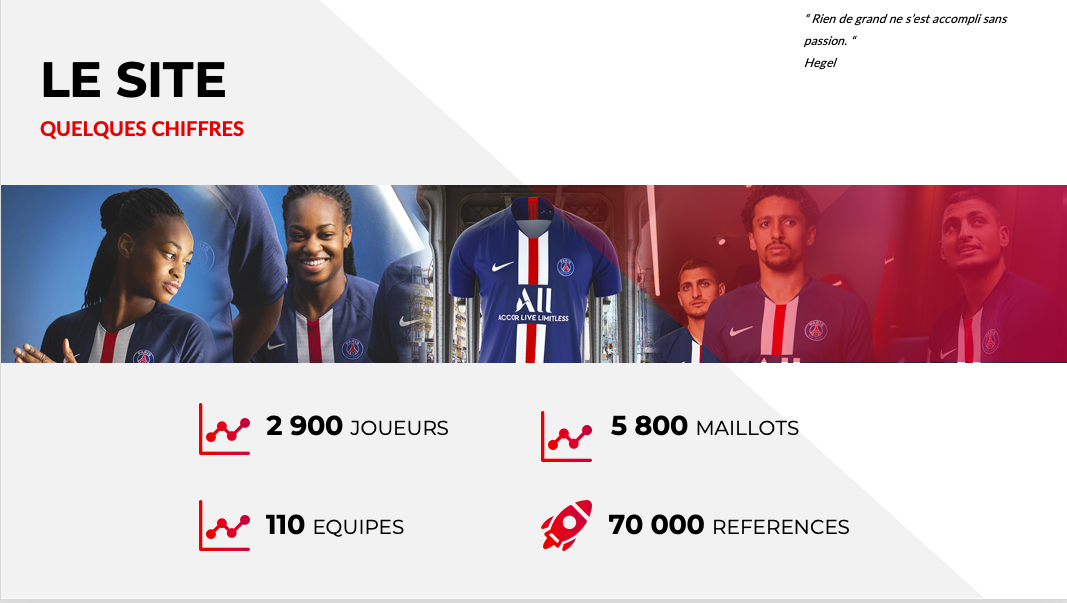 “ Rien de grand ne s’est accompli sans
passion. “
Hegel
LE SITE
QUELQUES CHIFFRES
All
ACCOR LIVE LIMITLESS
2 900 JOUEURS
5 800 MAILLOTS
110 EQUIPES
70 000 REFERENCES